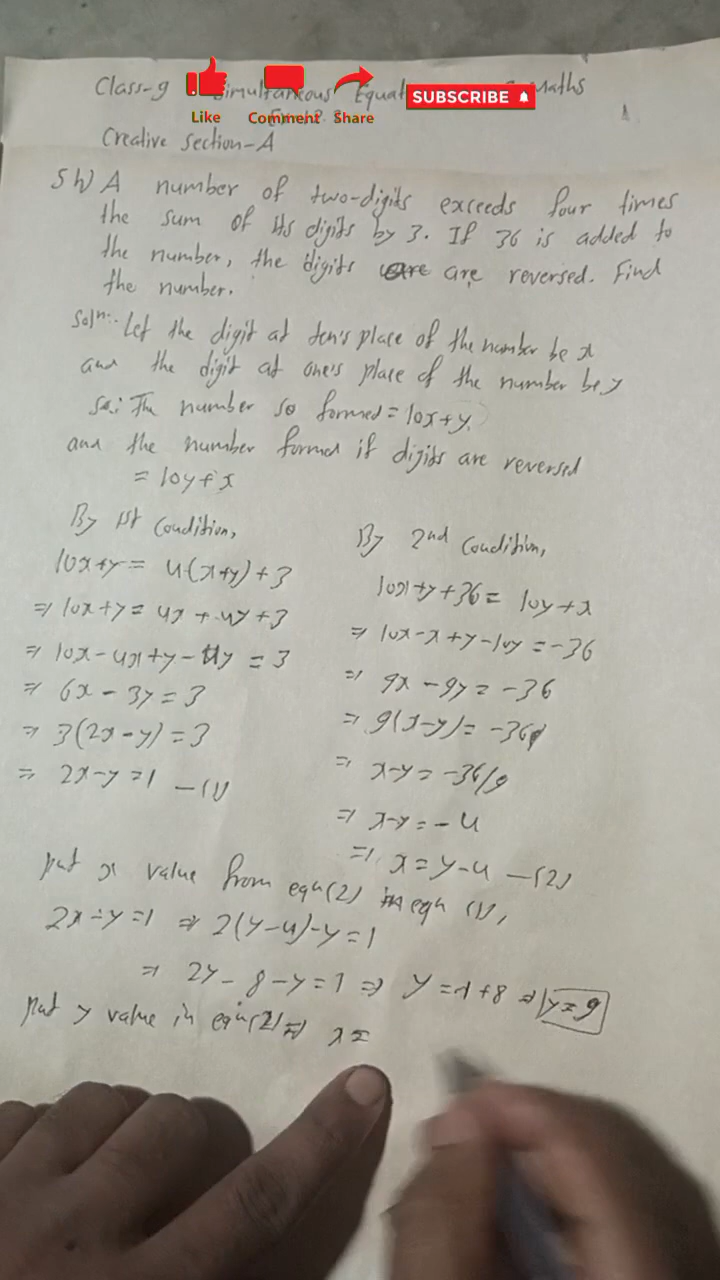 Class-9 Simultaneous Equat Maths
Like Comment Share SUBSCRIBE
Creative Section-A
5 h) A number of two-digits exceeds four times
the sum of its digits by 3. If 36 is added to
the number, the digits are are reversed. Find
the number.
Soln:- Let the digit at ten's place of the number be x
and the digit at one's place of the number be y
So: The number so formed = 10x+y.
and the number formed if digits are reversed
= 10y+x
By 1st Condition,
10x+y = 4(x+y)+3
⇒ 10x+y = 4x+4y+3
⇒ 10x-4x+y-4y = 3
⇒ 6x - 3y = 3
⇒ 3(2x-y) = 3
⇒ 2x-y = 1 -(1)
By 2nd Condition,
10x+y+36 = 10y+x
⇒ 10x-x+y-10y = -36
⇒ 9x - 9y = -36
⇒ 9(x-y) = -36
⇒ x-y = -36/9
⇒ x-y = -4
⇒ x = y-4 -(2)
put x value from eqn(2) in eqn (1),
2x-y = 1 ⇒ 2(y-4)-y = 1
⇒ 2y - 8 - y = 1 ⇒ y = 1+8 ⇒ y = 9
put y value in eqn(2) ⇒ x =